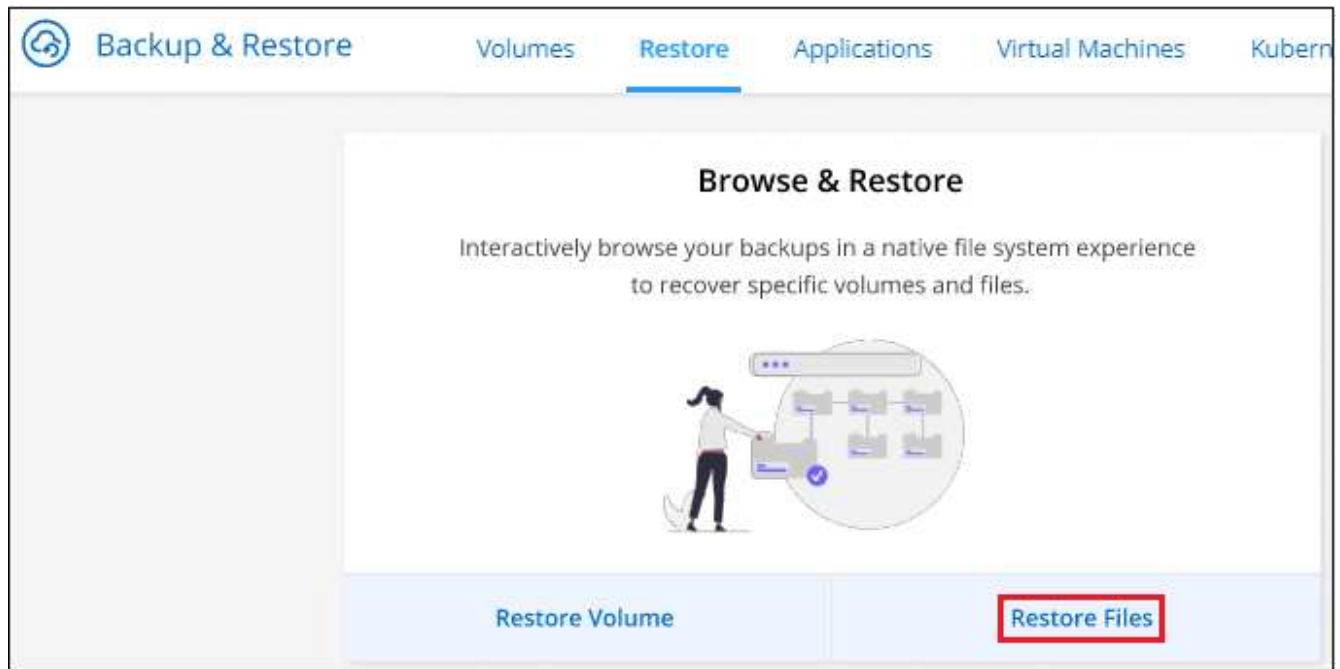 Backup & Restore Volumes Restore Applications Virtual Machines Kubern
Browse & Restore
Interactively browse your backups in a native file system experience
to recover specific volumes and files.
Restore Volume Restore Files